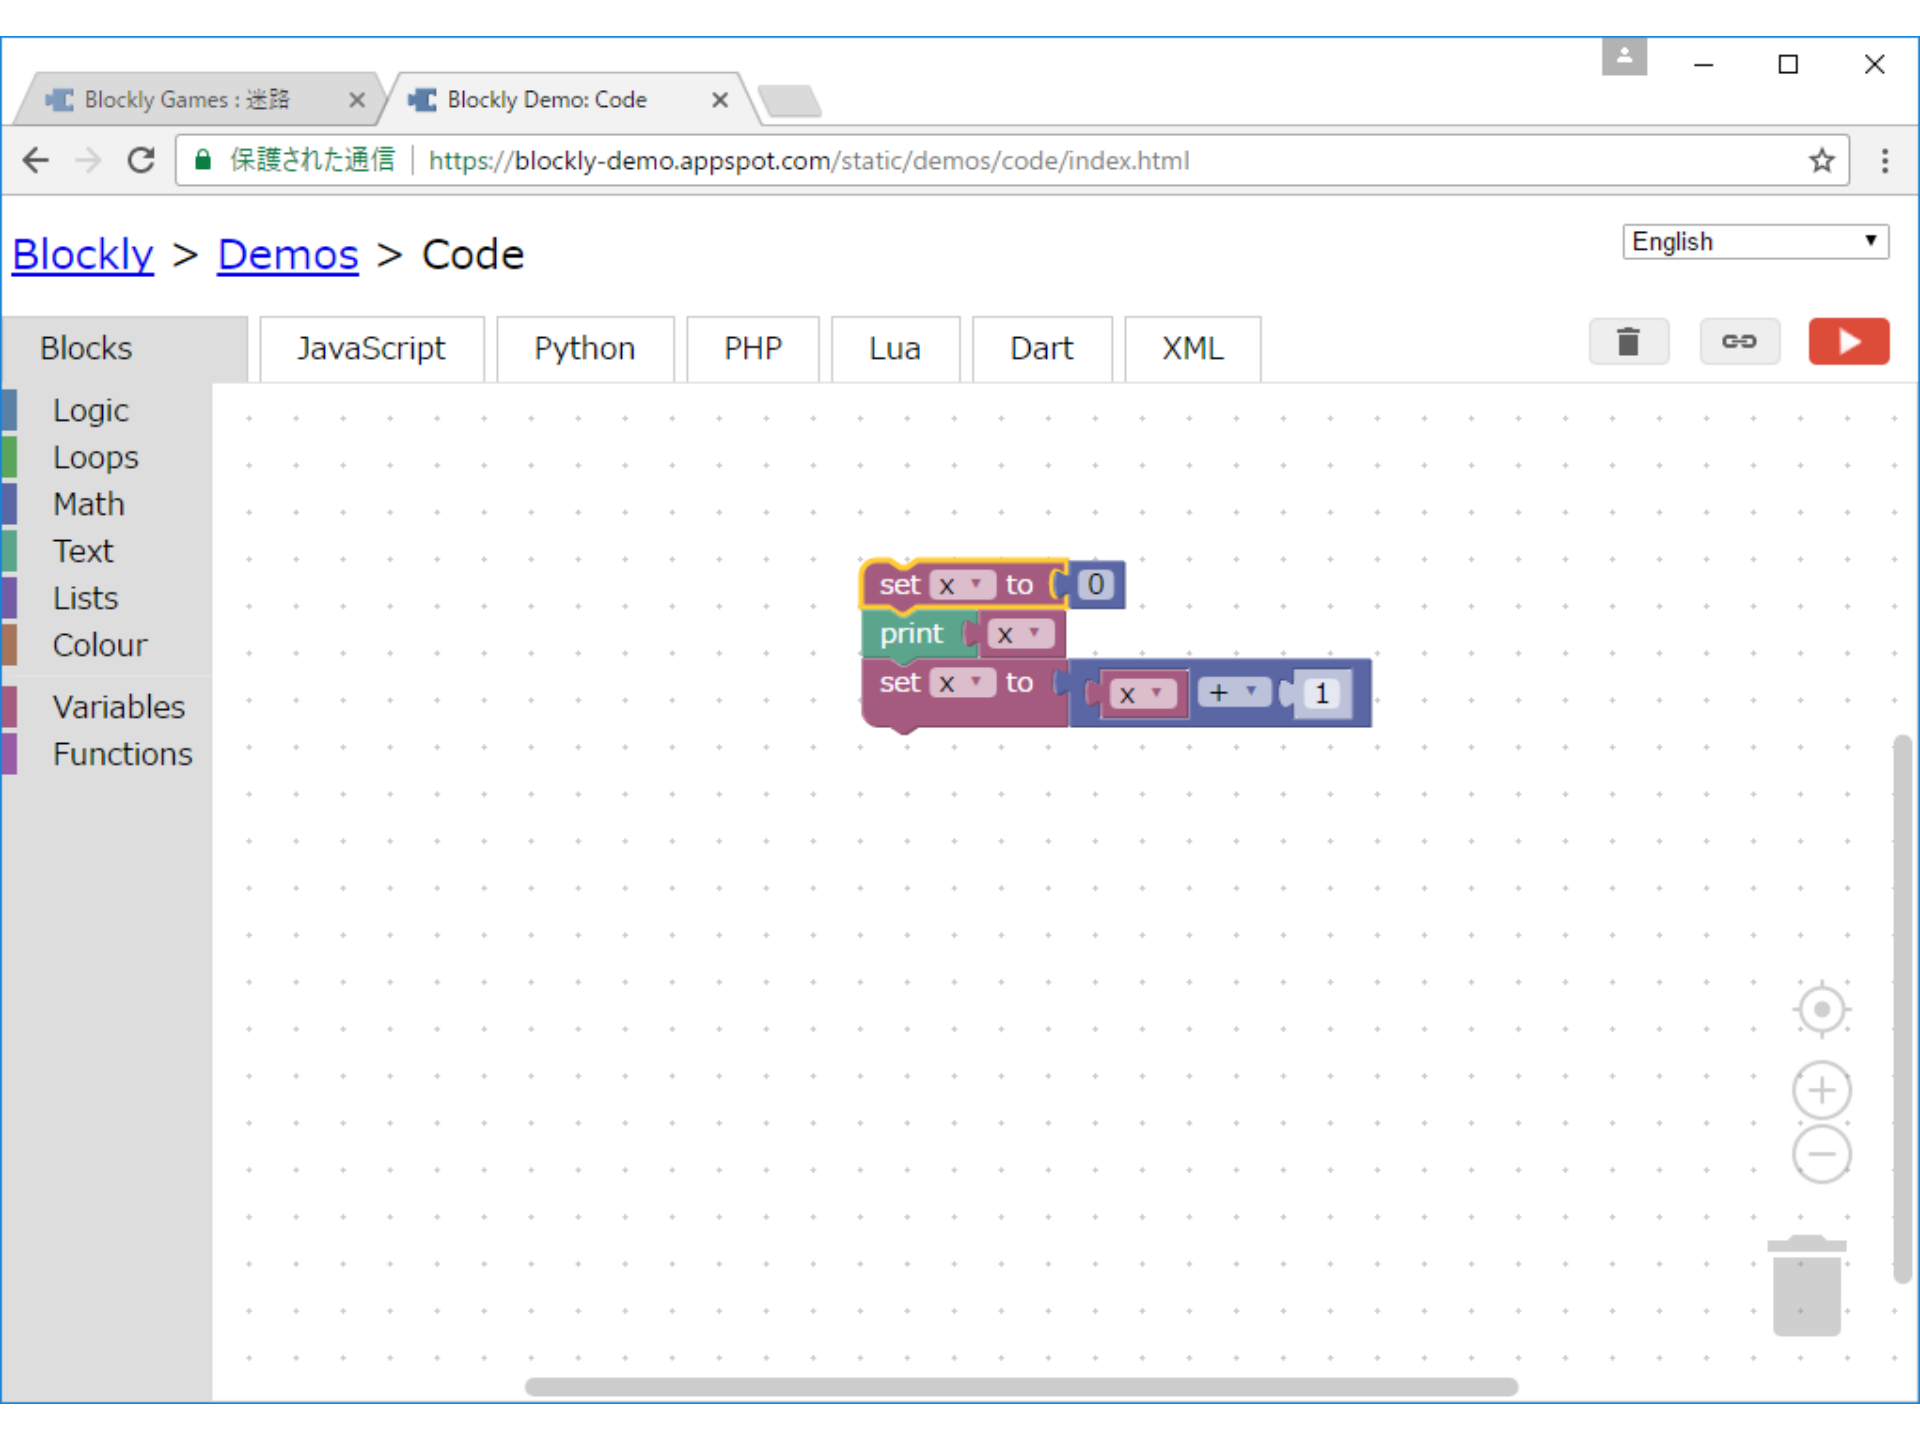 Blockly Games : 迷路
Blockly Demo: Code
保護された通信 | https://blockly-demo.appspot.com/static/demos/code/index.html
Blockly > Demos > Code
English
Blocks JavaScript Python PHP Lua Dart XML
Logic
Loops
Math
Text
Lists
Colour
Variables
Functions
set x to 0
print x
set x to x + 1